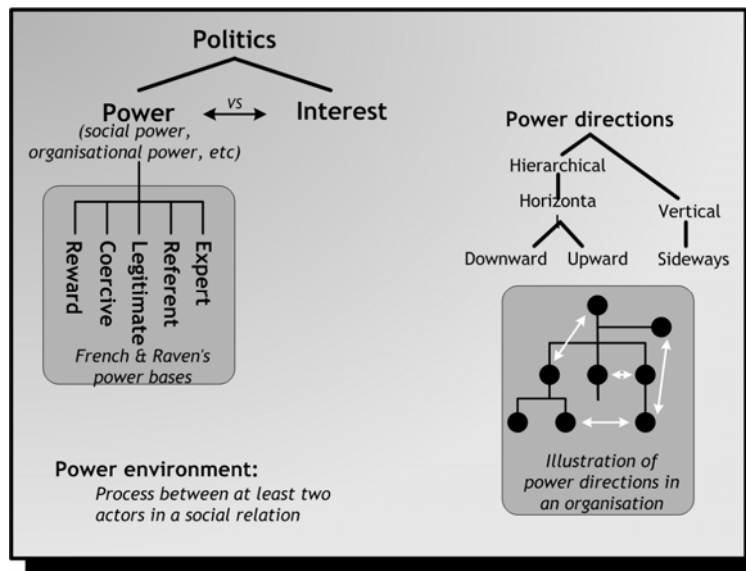 Politics
Power
vs
Interest
(social power,
organisational power, etc)
Reward
Coercive
Legitimate
Referent
Expert
French & Raven's
power bases
Power environment:
Process between at least two
actors in a social relation
Power directions
Hierarchical
Horizonta
l
Vertical
Downward
Upward
Sideways
Illustration of
power directions in
an organisation